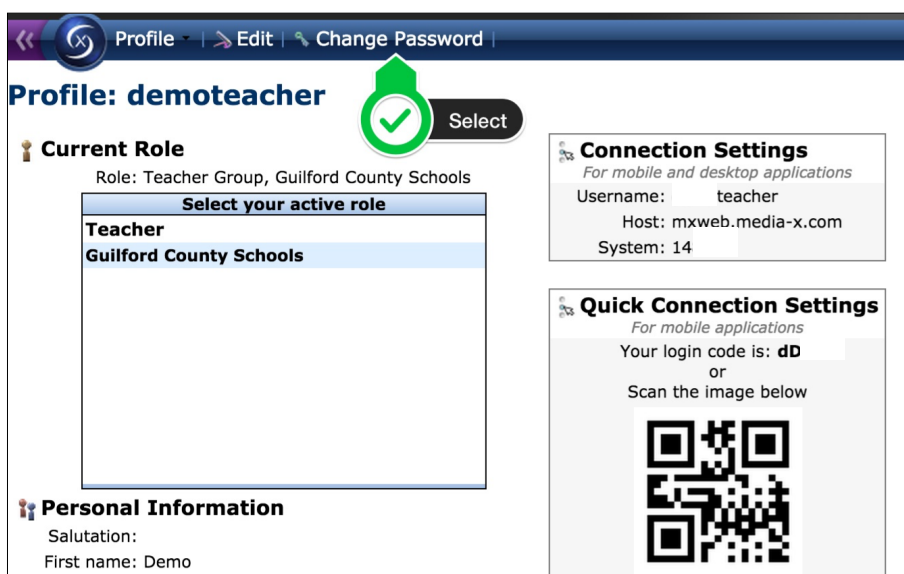 Profile | Edit | Change Password |
Profile: demoteacher
Select
Current Role
Role: Teacher Group, Guilford County Schools
Select your active role
Teacher
Guilford County Schools
Personal Information
Salutation:
First name: Demo
Connection Settings
For mobile and desktop applications
Username: teacher
Host: mxweb.media-x.com
System: 14
Quick Connection Settings
For mobile applications
Your login code is: dD
or
Scan the image below